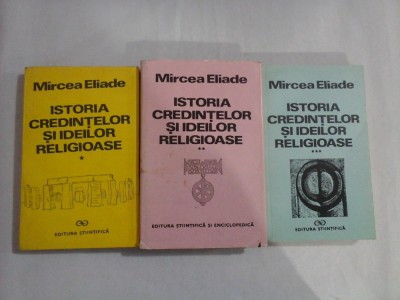 Mircea Eliade
ISTORIA
CREDINȚELOR
ȘI IDEILOR
RELIGIOASE
*
EDITURA ȘTIINȚIFICĂ
Mircea Eliade
ISTORIA
CREDINȚELOR
ȘI IDEILOR
RELIGIOASE
**
EDITURA ȘTIINȚIFICĂ ȘI ENCICLOPEDICĂ
Mircea Eliade
ISTORIA
CREDINȚELOR
ȘI IDEILOR
RELIGIOASE
***
EDITURA ȘTIINȚIFICĂ